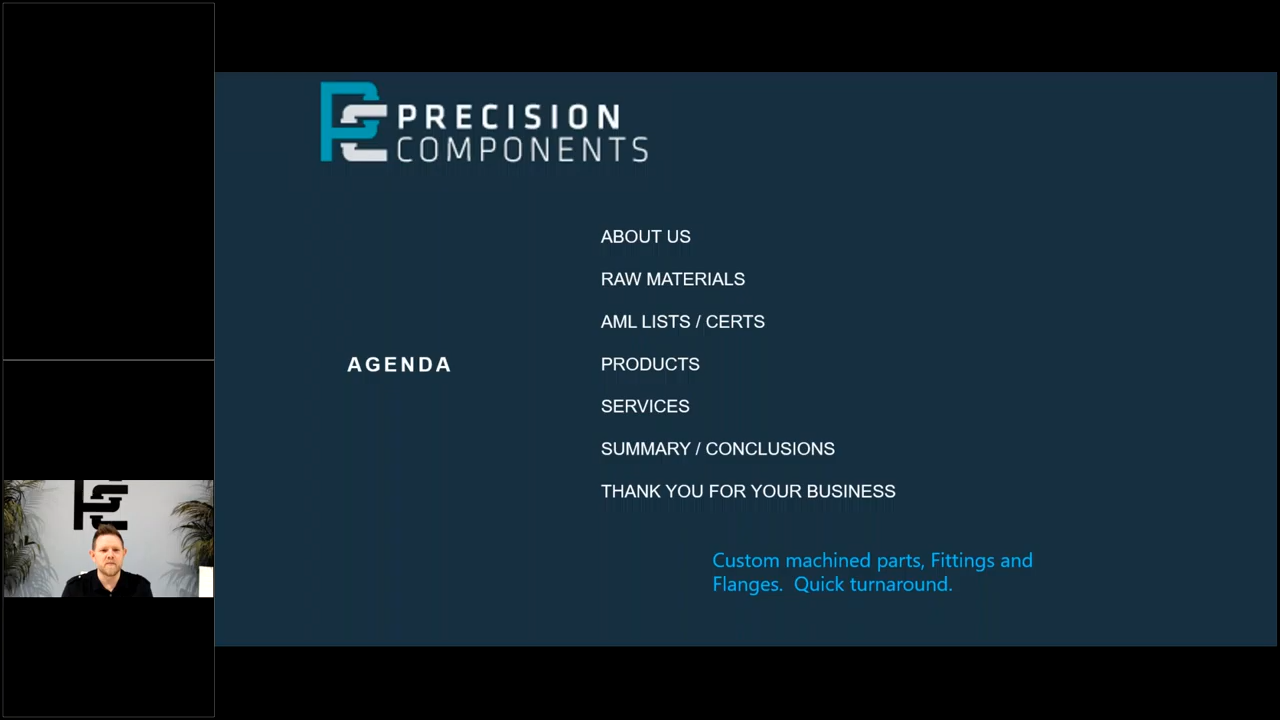 PRECISION
COMPONENTS
ABOUT US
RAW MATERIALS
AML LISTS / CERTS
AGENDA
PRODUCTS
SERVICES
SUMMARY / CONCLUSIONS
THANK YOU FOR YOUR BUSINESS
Custom machined parts, Fittings and
Flanges. Quick turnaround.